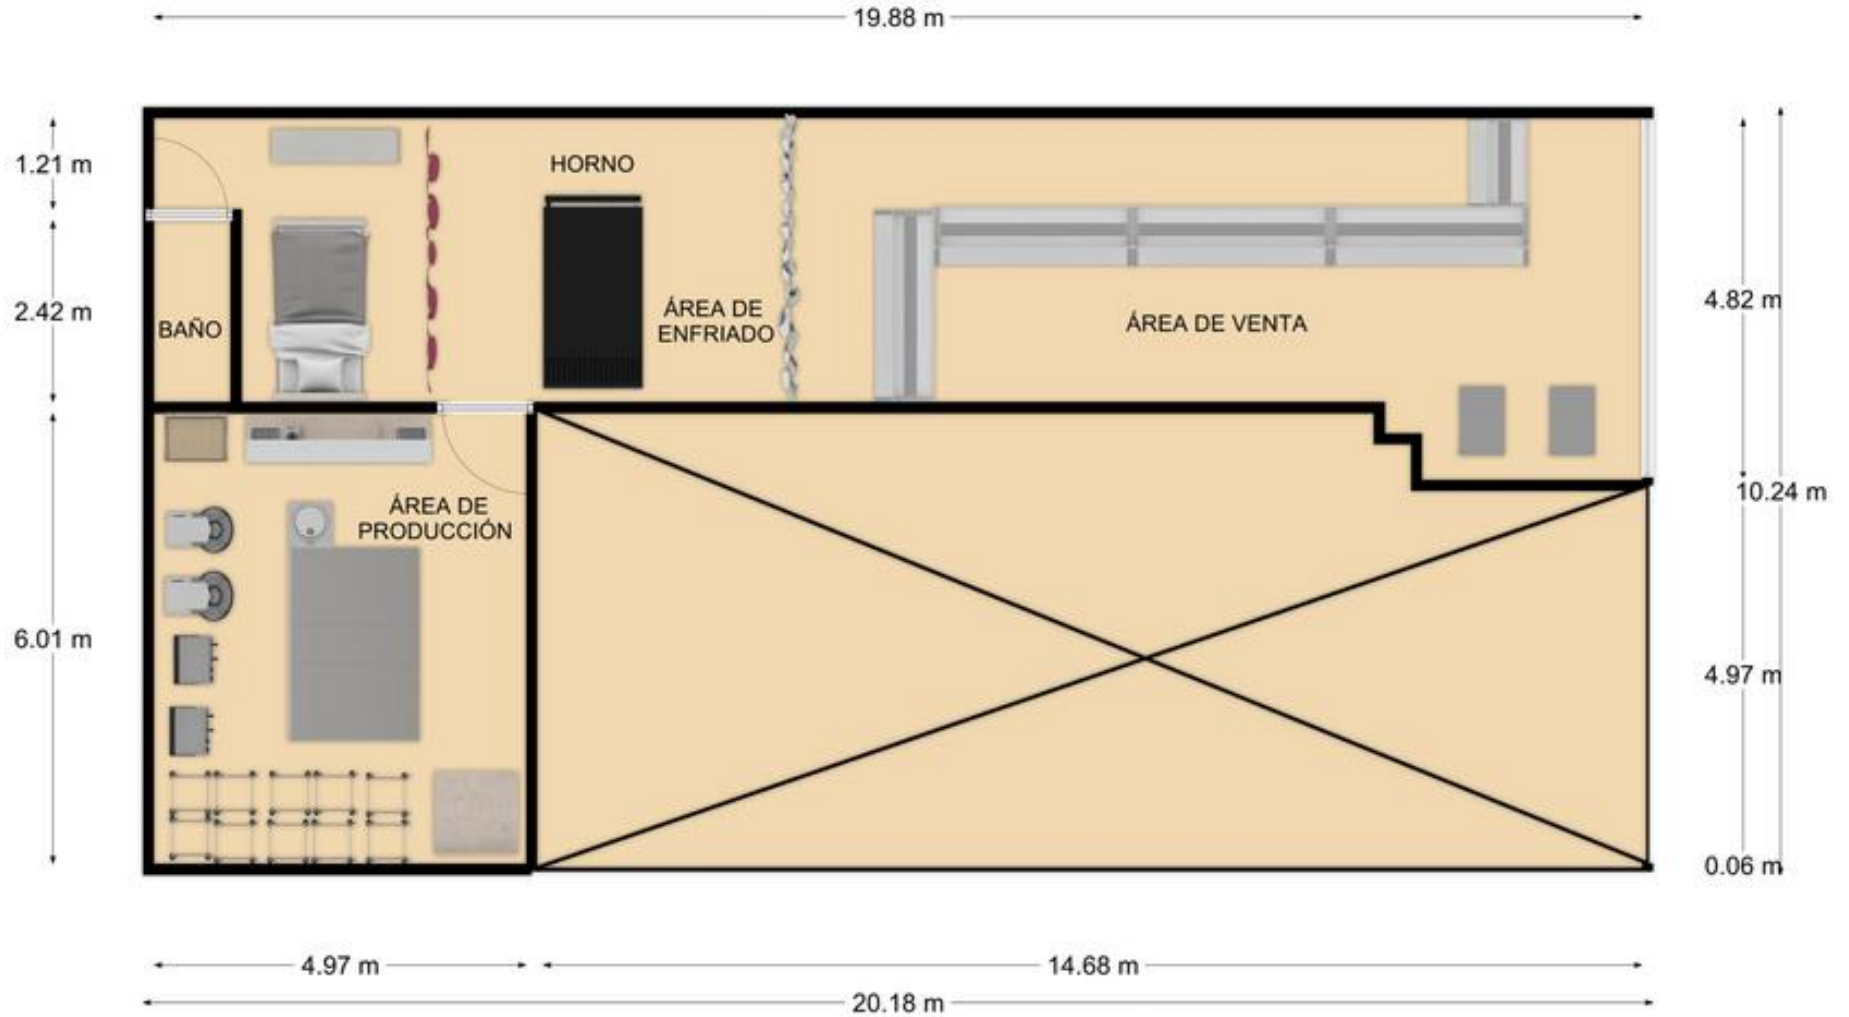 19.88 m
1.21 m
HORNO
2.42 m
BAÑO
ÁREA DE
ENFRIADO
ÁREA DE VENTA
4.82 m
10.24 m
ÁREA DE
PRODUCCIÓN
6.01 m
4.97 m
0.06 m
4.97 m
14.68 m
20.18 m